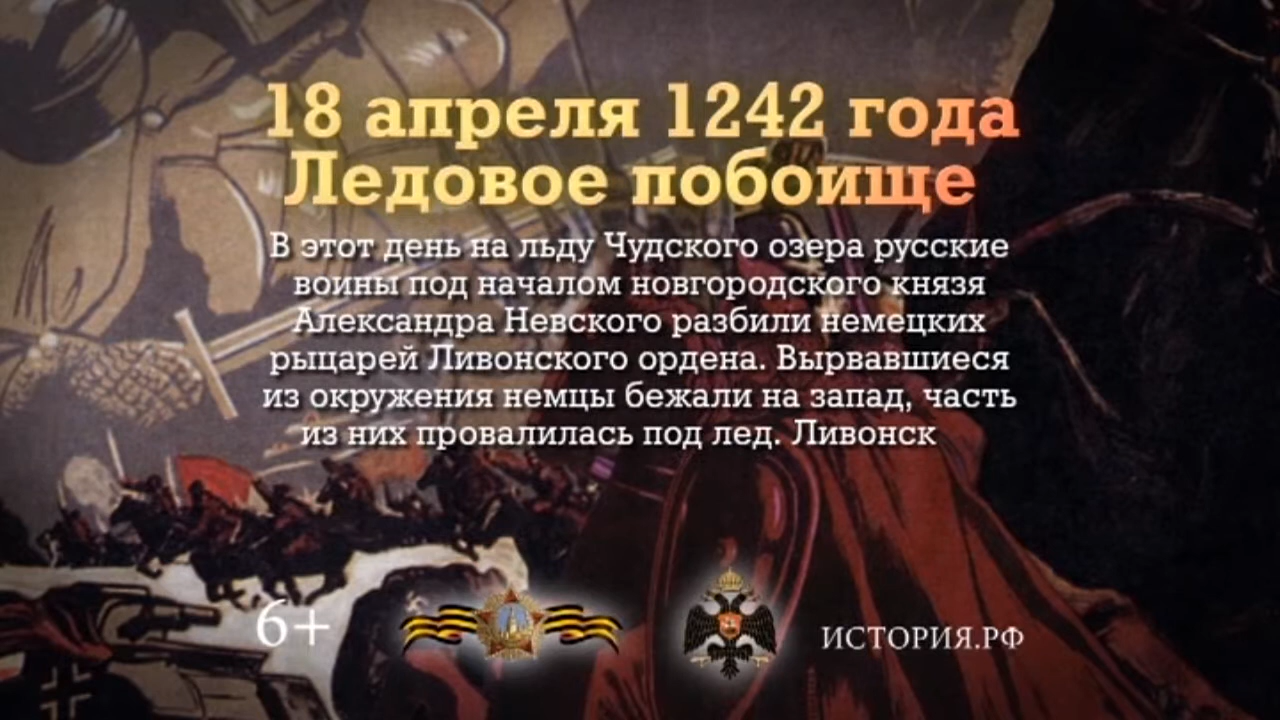 18 апреля 1242 года
Ледовое побоище
В этот день на льду Чудского озера русские
воины под началом новгородского князя
Александра Невского разбили немецких
рыцарей Ливонского ордена. Вырвавшиеся
из окружения немцы бежали на запад, часть
из них провалилась под лед. Ливонск
6+
ИСТОРИЯ.РФ